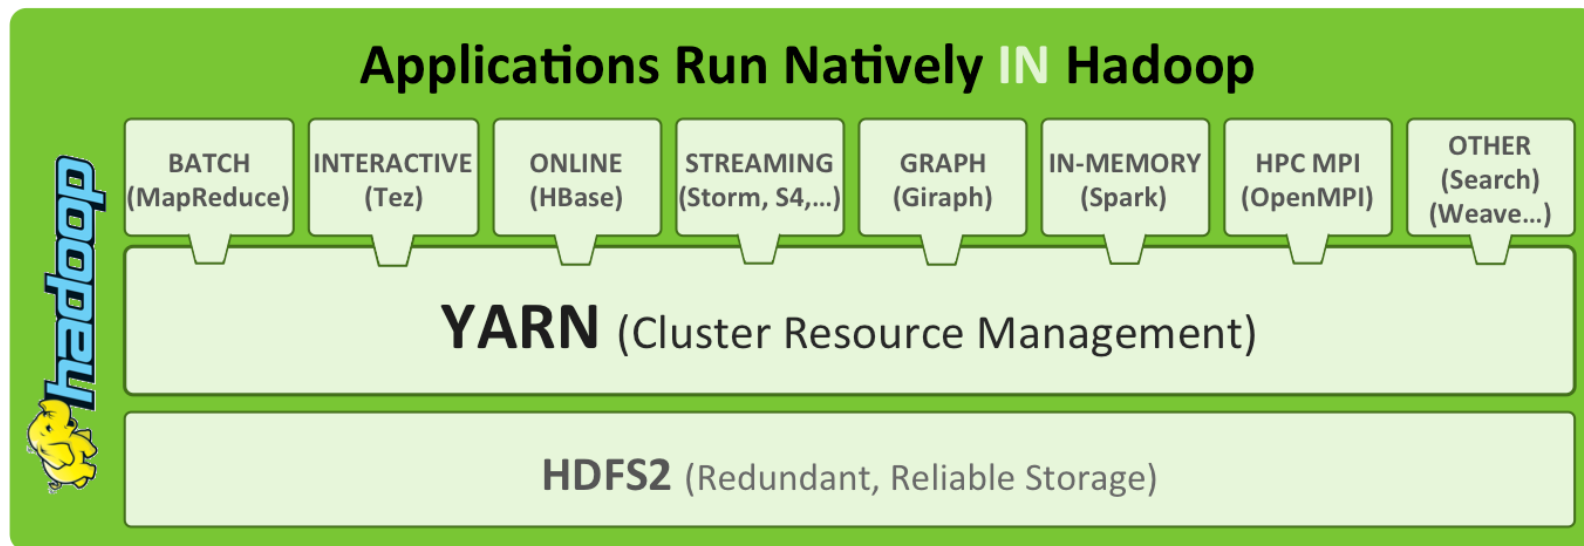 Applications Run Natively IN Hadoop
hadoop
BATCH
(MapReduce)
INTERACTIVE
(Tez)
ONLINE
(HBase)
STREAMING
(Storm, S4,...)
GRAPH
(Giraph)
IN-MEMORY
(Spark)
HPC MPI
(OpenMPI)
OTHER
(Search)
(Weave...)
YARN (Cluster Resource Management)
HDFS2 (Redundant, Reliable Storage)